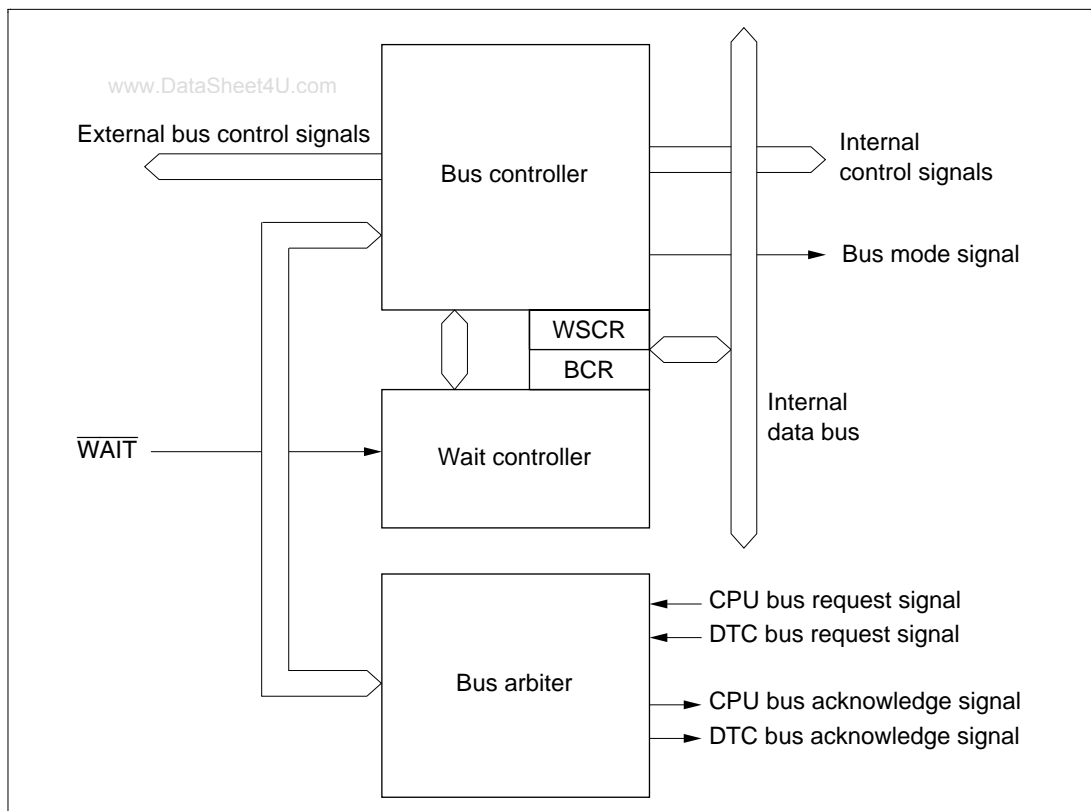 www.DataSheet4U.com
External bus control signals
Bus controller
Internal
control signals
Bus mode signal
WSCR
BCR
Internal
data bus
WAIT
Wait controller
CPU bus request signal
DTC bus request signal
Bus arbiter
CPU bus acknowledge signal
DTC bus acknowledge signal